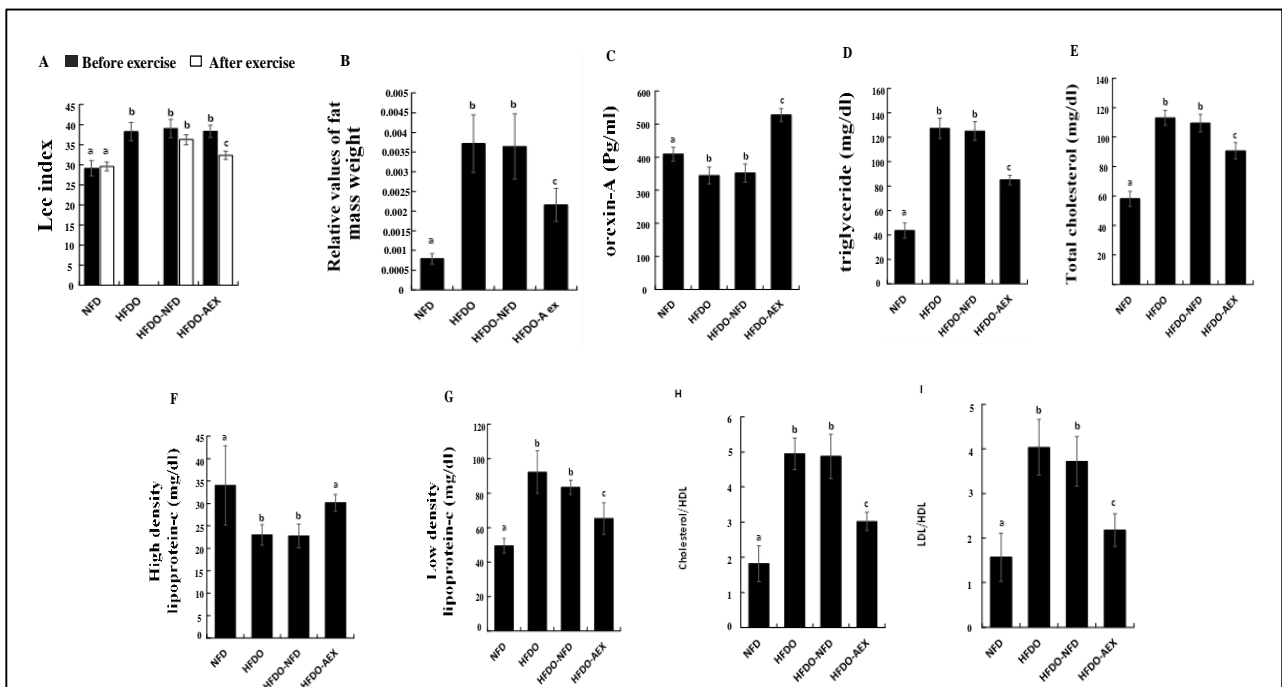 A Before exercise After exercise
Lee index
45
40
35
30
25
20
15
10
5
0
a a b b b b c
NFD HFDO HFDO-NFD HFDO-AEX
B
Relative values of fat
mass weight
0.005
0.0045
0.004
0.0035
0.003
0.0025
0.002
0.0015
0.001
0.0005
0
a b b c
NFD HFDO HFDO-NFD HFDO-A ex
C
orexin-A (Pg/ml)
600
500
400
300
200
100
0
a b b c
NFD HFDO HFDO-NFD HFDO-AEX
D
triglyceride (mg/dl)
160
140
120
100
80
60
40
20
0
a b b c
NFD HFDO HFDO-NFD HFDO-AEX
E
Total cholesterol (mg/dl)
140
120
100
80
60
40
20
a b b c
NFD HFDO HFDO-NFD HFDO-AEX
F
High density
lipoprotein-c (mg/dl)
45
40
35
30
25
20
15
10
5
0
a b b a
NFD HFDO HFDO-NFD HFDO-AEX
G
Low density
lipoprotein-c (mg/dl)
120
100
80
60
40
20
0
a b b c
NFD HFDO HFDO-NFD HFDO-AEX
H
Cholesterol/HDL
6
5
4
3
2
1
0
a b b c
NFD HFDO HFDO-NFD HFDO-AEX
I
LDL/HDL
5
4
3
2
1
0
a b b c
NFD HFDO HFDO-NFD HFDO-AEX